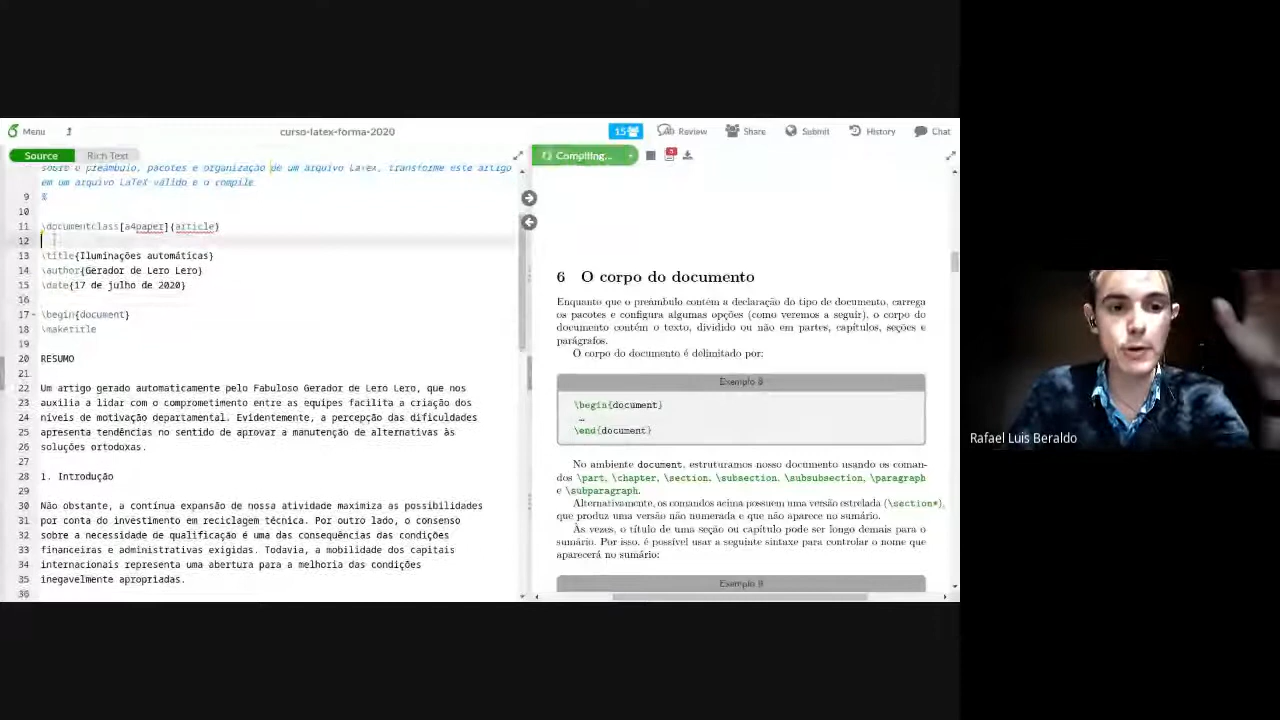 Menu
curso-latex-forma-2020
15
Review
Share
Submit
History
Chat
Source
Rich Text
Compiling...
sobre o preâmbulo, pacotes e organização de um arquivo LaTeX, transforme este artigo
em um arquivo LaTeX válido e o compile
9 %
10
11 \documentclass[a4paper]{article}
12
13 \title{Iluminações automáticas}
14 \author{Gerador de Lero Lero}
15 \date{17 de julho de 2020}
16
17 \begin{document}
18 \maketitle
19
20 RESUMO
21
22 Um artigo gerado automaticamente pelo Fabuloso Gerador de Lero Lero, que nos
23 auxilia a lidar com o comprometimento entre as equipes facilita a criação dos
24 níveis de motivação departamental. Evidentemente, a percepção das dificuldades
25 apresenta tendências no sentido de aprovar a manutenção de alternativas às
26 soluções ortodoxas.
27
28 1. Introdução
29
30 Não obstante, a contínua expansão de nossa atividade maximiza as possibilidades
31 por conta do investimento em reciclagem técnica. Por outro lado, o consenso
32 sobre a necessidade de qualificação é uma das consequências das condições
33 financeiras e administrativas exigidas. Todavia, a mobilidade dos capitais
34 internacionais representa uma abertura para a melhoria das condições
35 inegavelmente apropriadas.
36
6 O corpo do documento
Enquanto que o preâmbulo contém a declaração do tipo de documento, carrega
os pacotes e configura algumas opções (como veremos a seguir), o corpo do
documento contém o texto, dividido ou não em partes, capítulos, seções e
parágrafos.
O corpo do documento é delimitado por:
Exemplo 8
\begin{document}
...
\end{document}
No ambiente document, estruturamos nosso documento usando os coman-
dos \part, \chapter, \section, \subsection, \subsubsection, \paragraph
e \subparagraph.
Alternativamente, os comandos acima possuem uma versão estrelada (\section*),
que produz uma versão não numerada e que não aparece no sumário.
Às vezes, o título de uma seção ou capítulo pode ser longo demais para o
sumário. Por isso, é possível usar a seguinte sintaxe para controlar o nome que
aparecerá no sumário:
Exemplo 9
Rafael Luis Beraldo